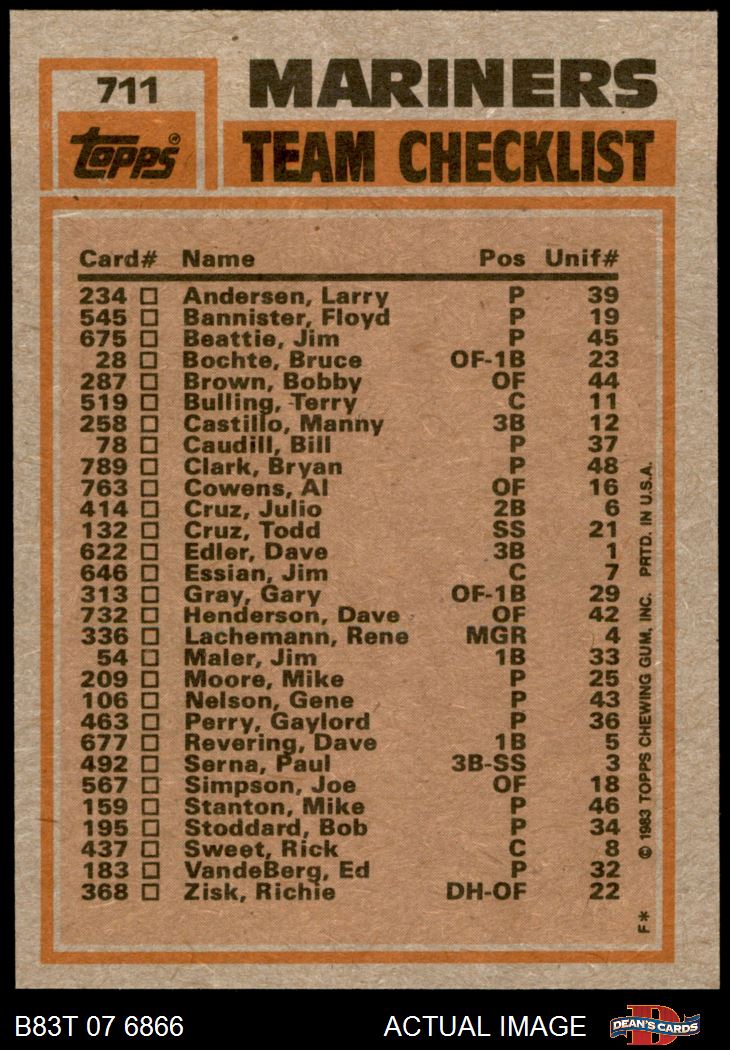 711
MARINERS
topps®
TEAM CHECKLIST
Card# Name Pos Unif#
234 □ Andersen, Larry P 39
545 □ Bannister, Floyd P 19
675 □ Beattie, Jim P 45
28 □ Bochte, Bruce OF-1B 23
287 □ Brown, Bobby OF 44
519 □ Bulling, Terry C 11
258 □ Castillo, Manny 3B 12
78 □ Caudill, Bill P 37
789 □ Clark, Bryan P 48
763 □ Cowens, Al OF 16
414 □ Cruz, Julio 2B 6
132 □ Cruz, Todd SS 21
622 □ Edler, Dave 3B 1
646 □ Essian, Jim C 7
313 □ Gray, Gary OF-1B 29
732 □ Henderson, Dave OF 42
336 □ Lachemann, Rene MGR 4
54 □ Maler, Jim 1B 33
209 □ Moore, Mike P 25
106 □ Nelson, Gene P 43
463 □ Perry, Gaylord P 36
677 □ Revering, Dave 1B 5
492 □ Serna, Paul 3B-SS 3
567 □ Simpson, Joe OF 18
159 □ Stanton, Mike P 46
195 □ Stoddard, Bob P 34
437 □ Sweet, Rick C 8
183 □ VandeBerg, Ed P 32
368 □ Zisk, Richie DH-OF 22
F* © 1983 TOPPS CHEWING GUM, INC. PRTD. IN U.S.A.
B83T 07 6866 ACTUAL IMAGE
D
DEAN'S CARDS